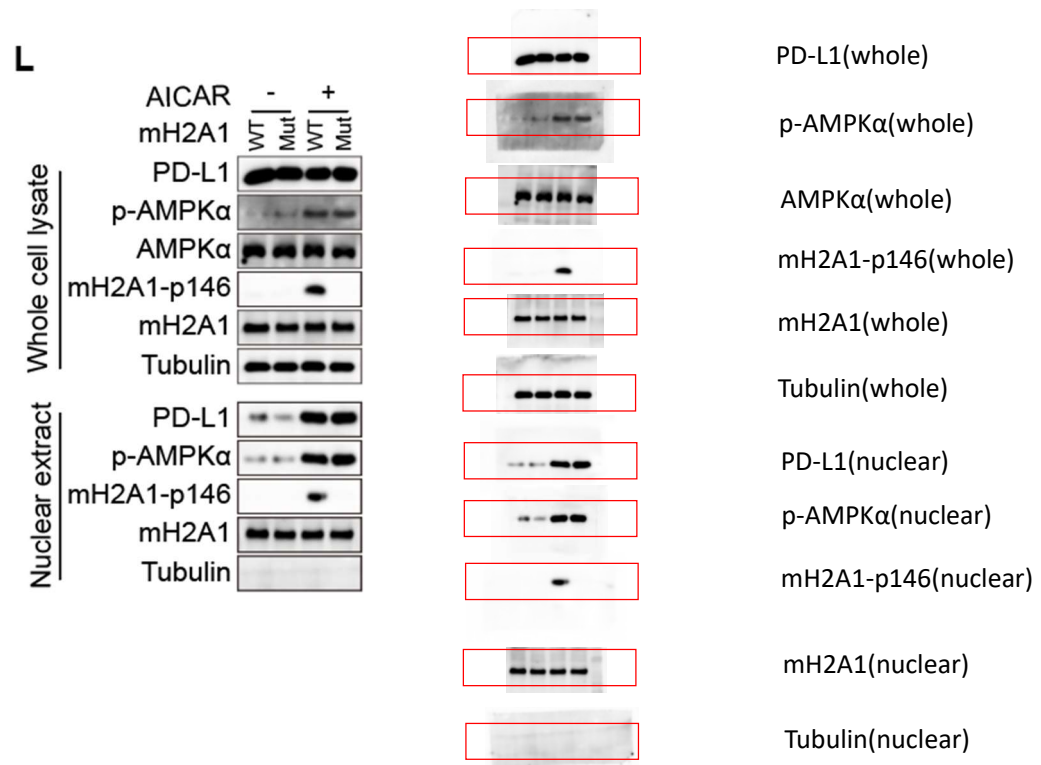 L
AICAR - +
mH2A1 WT Mut WT Mut
Whole cell lysate
PD-L1
p-AMPKα
AMPKα
mH2A1-p146
mH2A1
Tubulin
Nuclear extract
PD-L1
p-AMPKα
mH2A1-p146
mH2A1
Tubulin
PD-L1(whole)
p-AMPKα(whole)
AMPKα(whole)
mH2A1-p146(whole)
mH2A1(whole)
Tubulin(whole)
PD-L1(nuclear)
p-AMPKα(nuclear)
mH2A1-p146(nuclear)
mH2A1(nuclear)
Tubulin(nuclear)